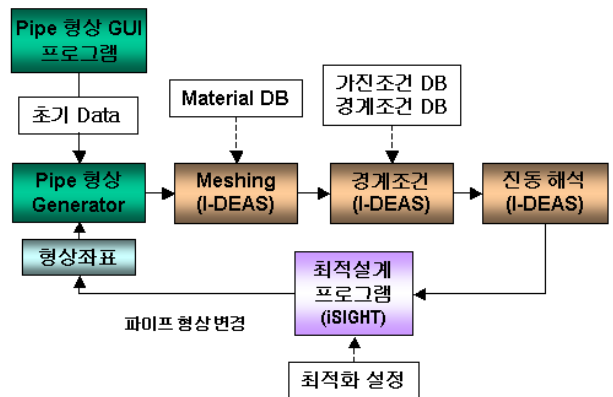 Pipe 형상 GUI
프로그램
초기 Data
Material DB
가진조건 DB
경계조건 DB
Pipe 형상
Generator
Meshing
(I-DEAS)
경계조건
(I-DEAS)
진동 해석
(I-DEAS)
형상좌표
최적설계
프로그램
(iSIGHT)
파이프 형상 변경
최적화 설정